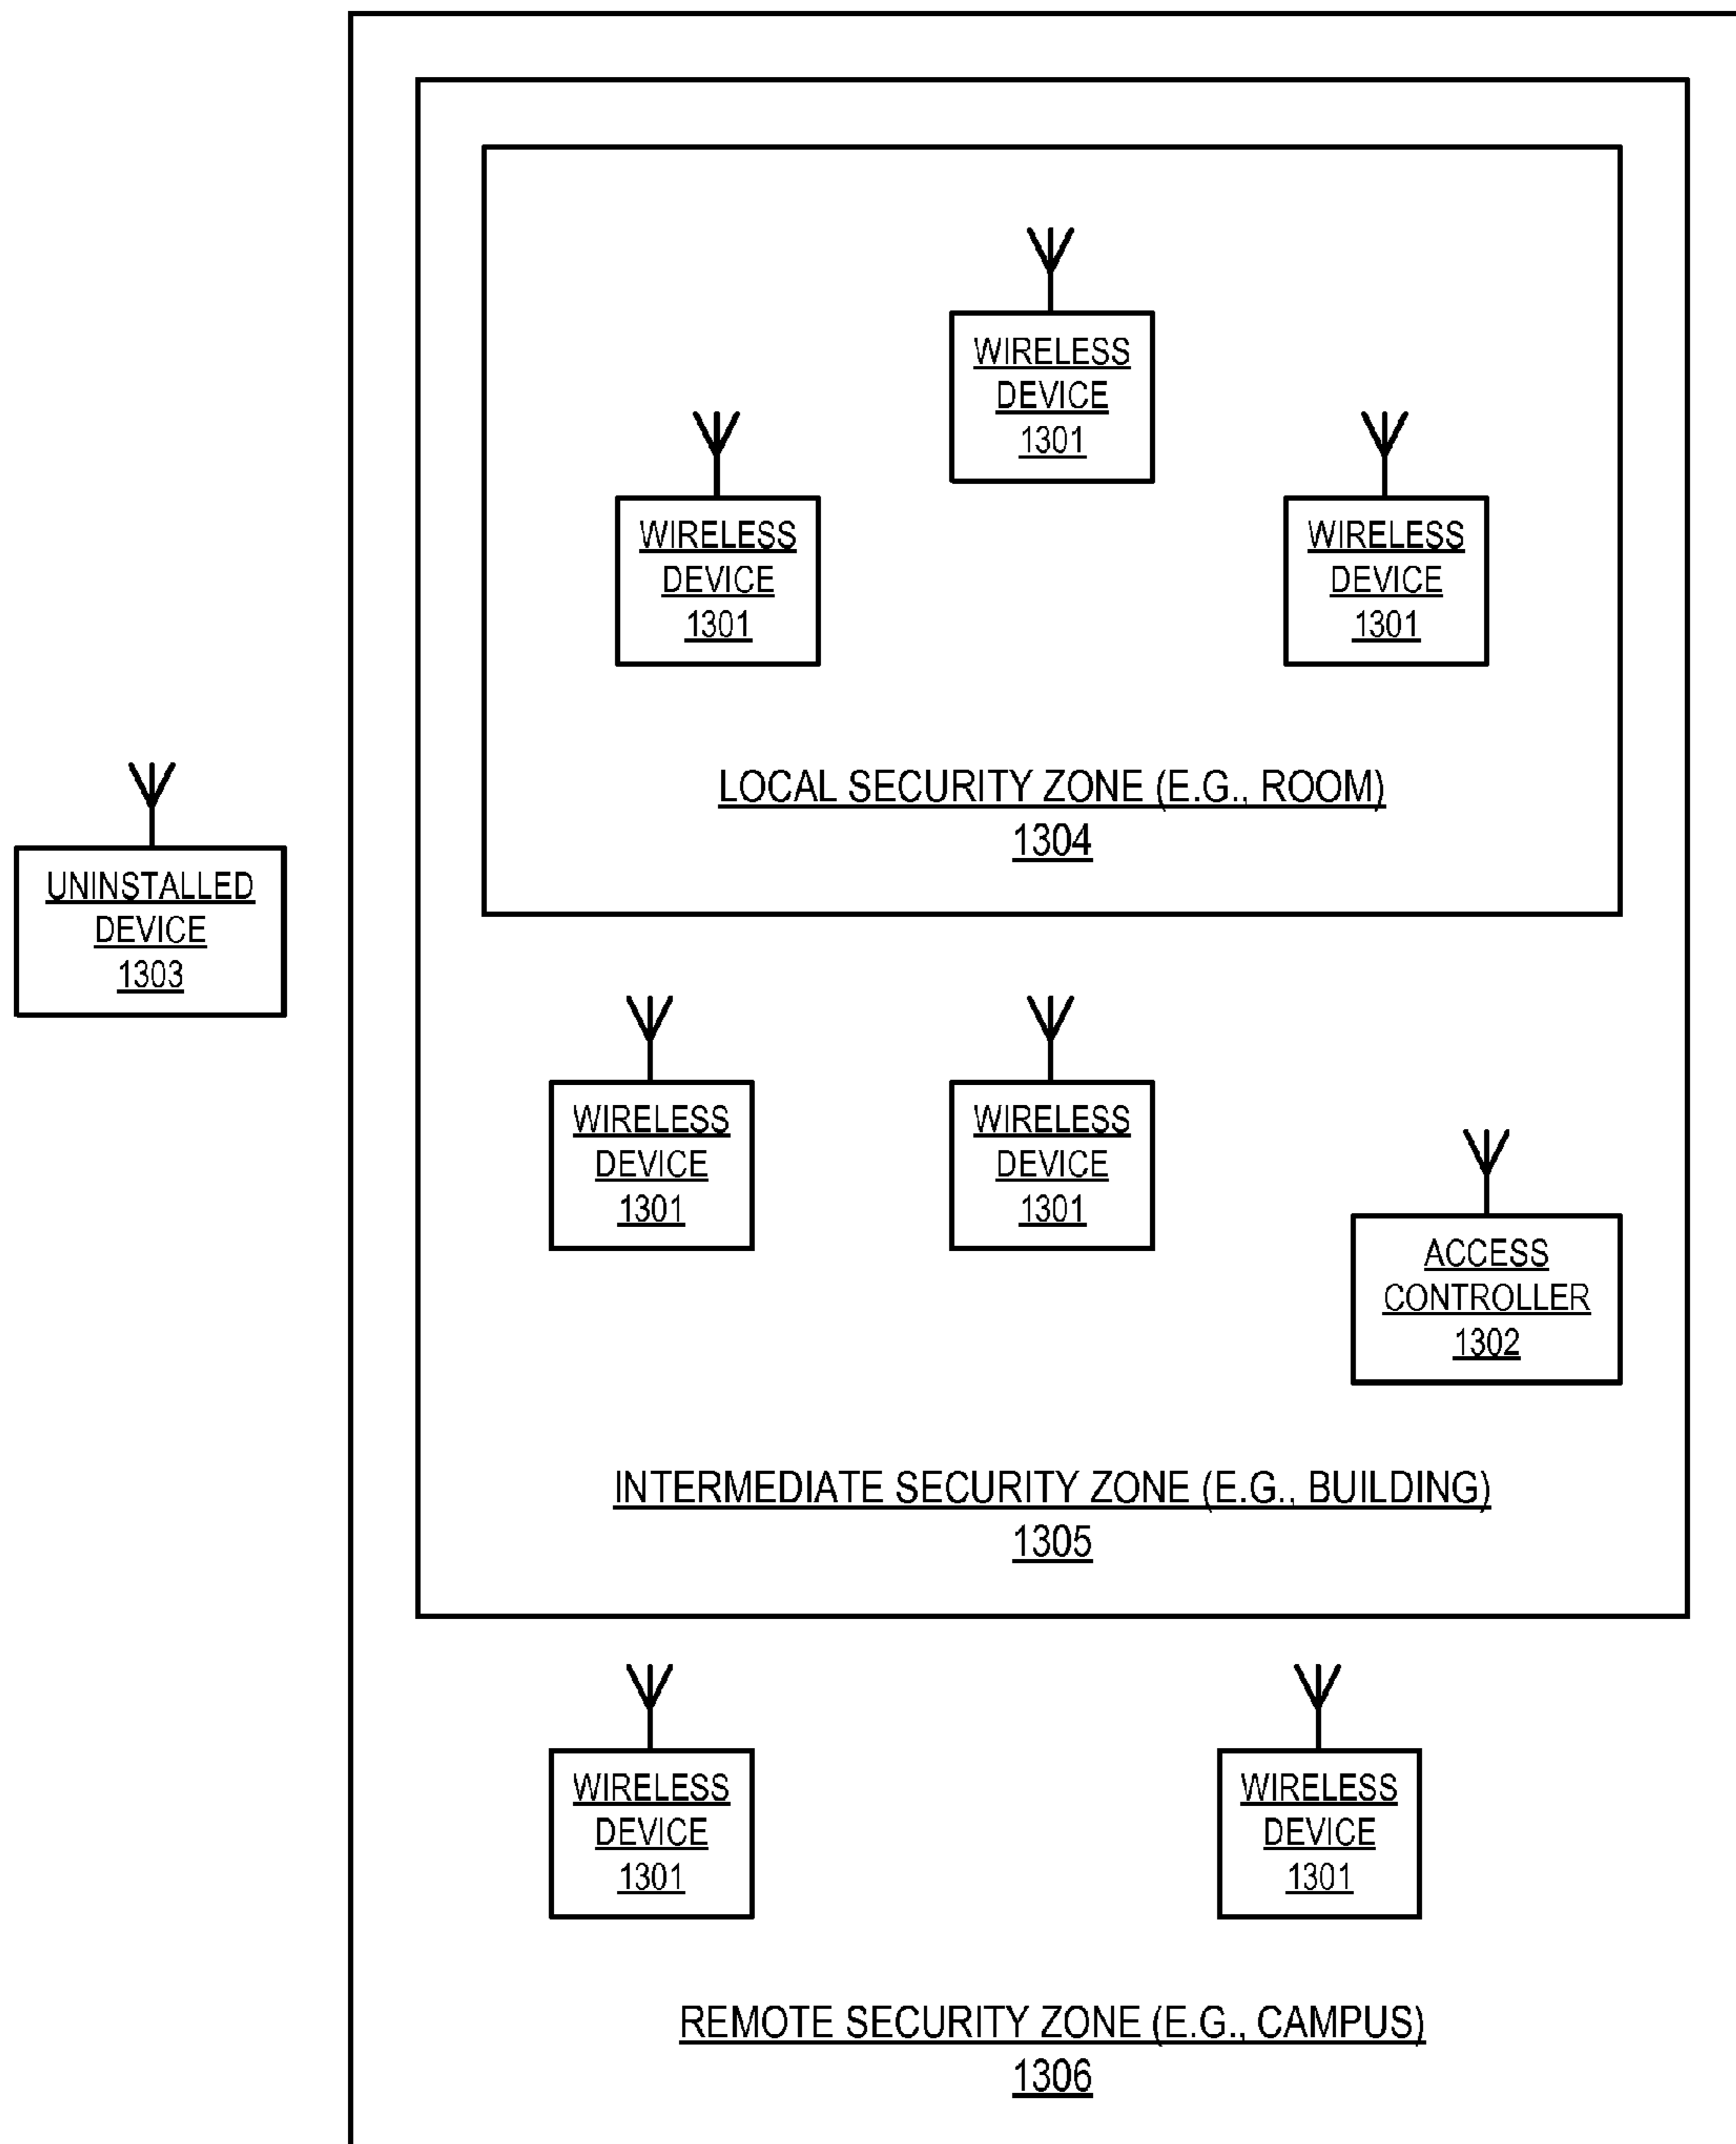 WIRELESS
DEVICE
1301
WIRELESS
DEVICE
1301
WIRELESS
DEVICE
1301
LOCAL SECURITY ZONE (E.G., ROOM)
1304
UNINSTALLED
DEVICE
1303
WIRELESS
DEVICE
1301
WIRELESS
DEVICE
1301
ACCESS
CONTROLLER
1302
INTERMEDIATE SECURITY ZONE (E.G., BUILDING)
1305
WIRELESS
DEVICE
1301
WIRELESS
DEVICE
1301
REMOTE SECURITY ZONE (E.G., CAMPUS)
1306